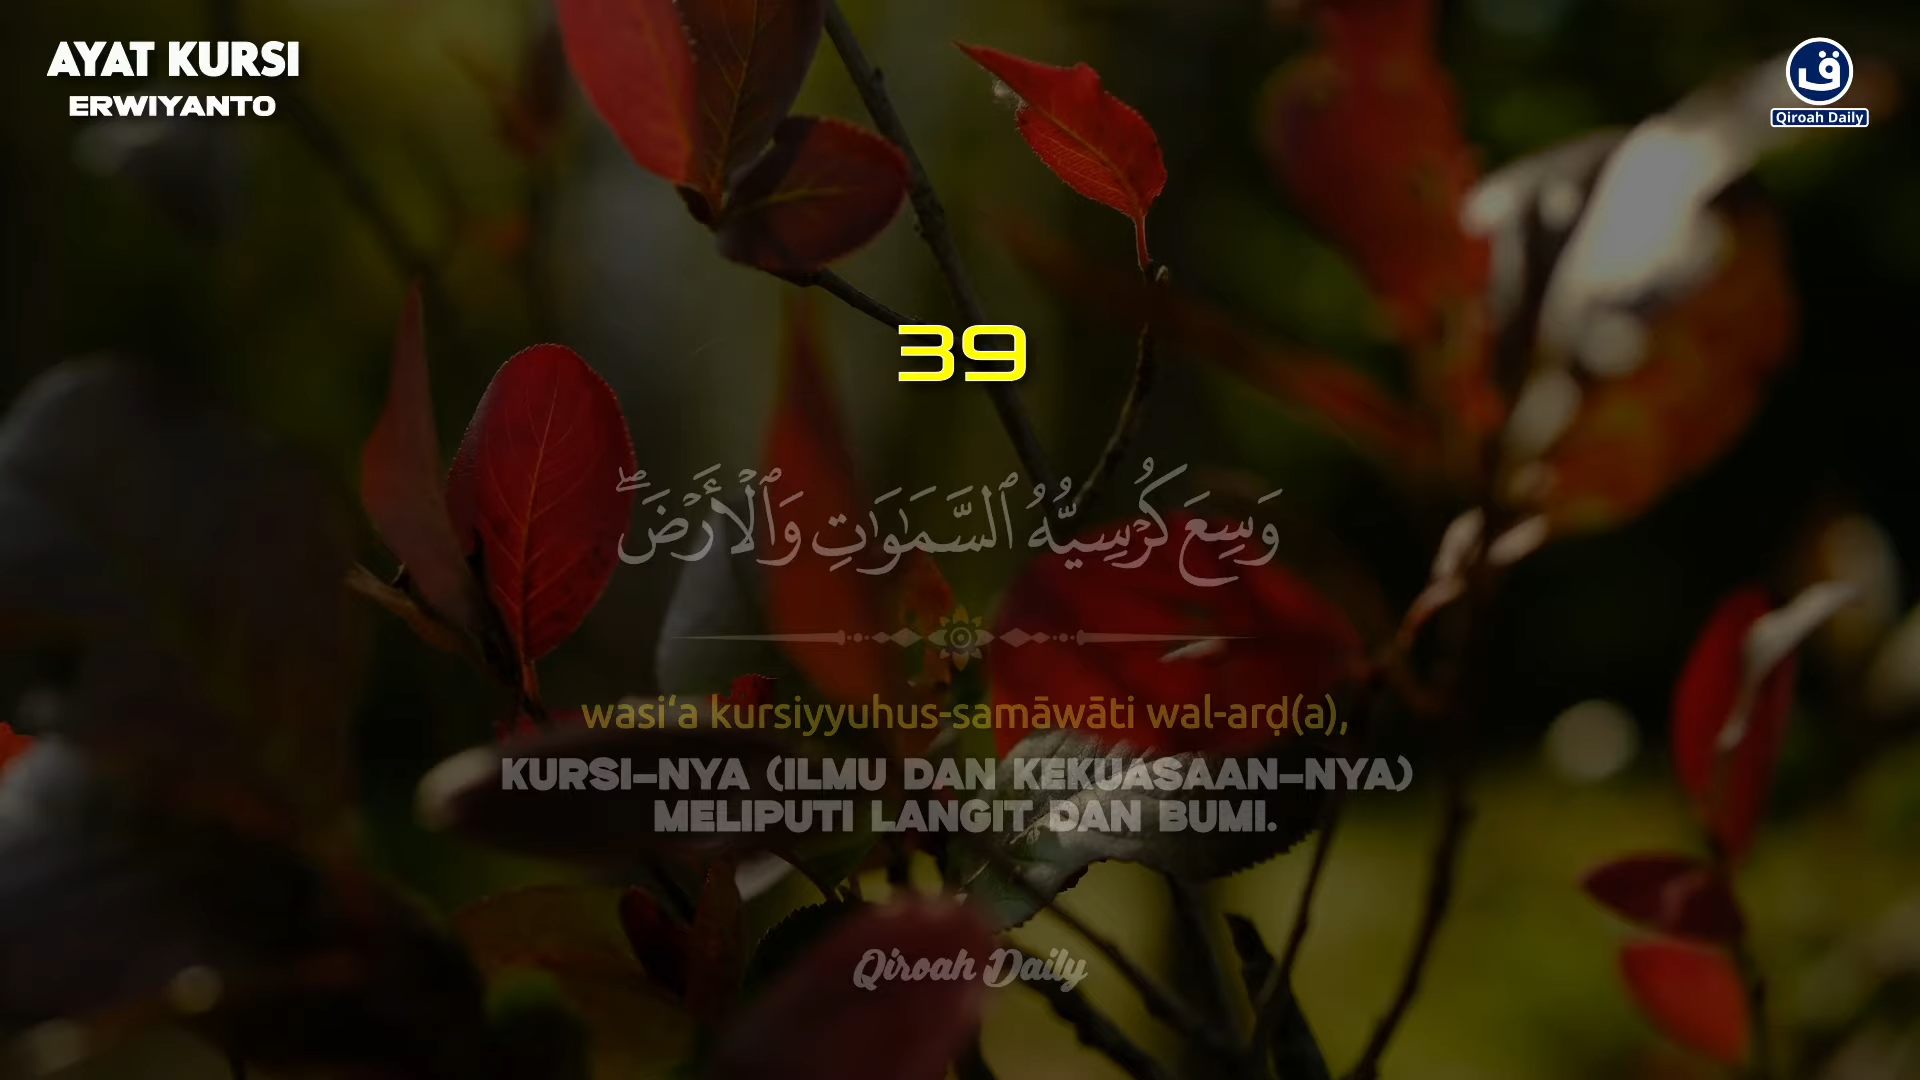 AYAT KURSI
ERWIYANTO
ق
Qiroah Daily
39
وَسِعَ كُرْسِيُّهُ ٱلسَّمَـٰوَٰتِ وَٱلْأَرْضَ ۖ
wasi‘a kursiyyuhus-samāwāti wal-arḍ(a),
KURSI-NYA (ILMU DAN KEKUASAAN-NYA)
MELIPUTI LANGIT DAN BUMI.
Qiroah Daily